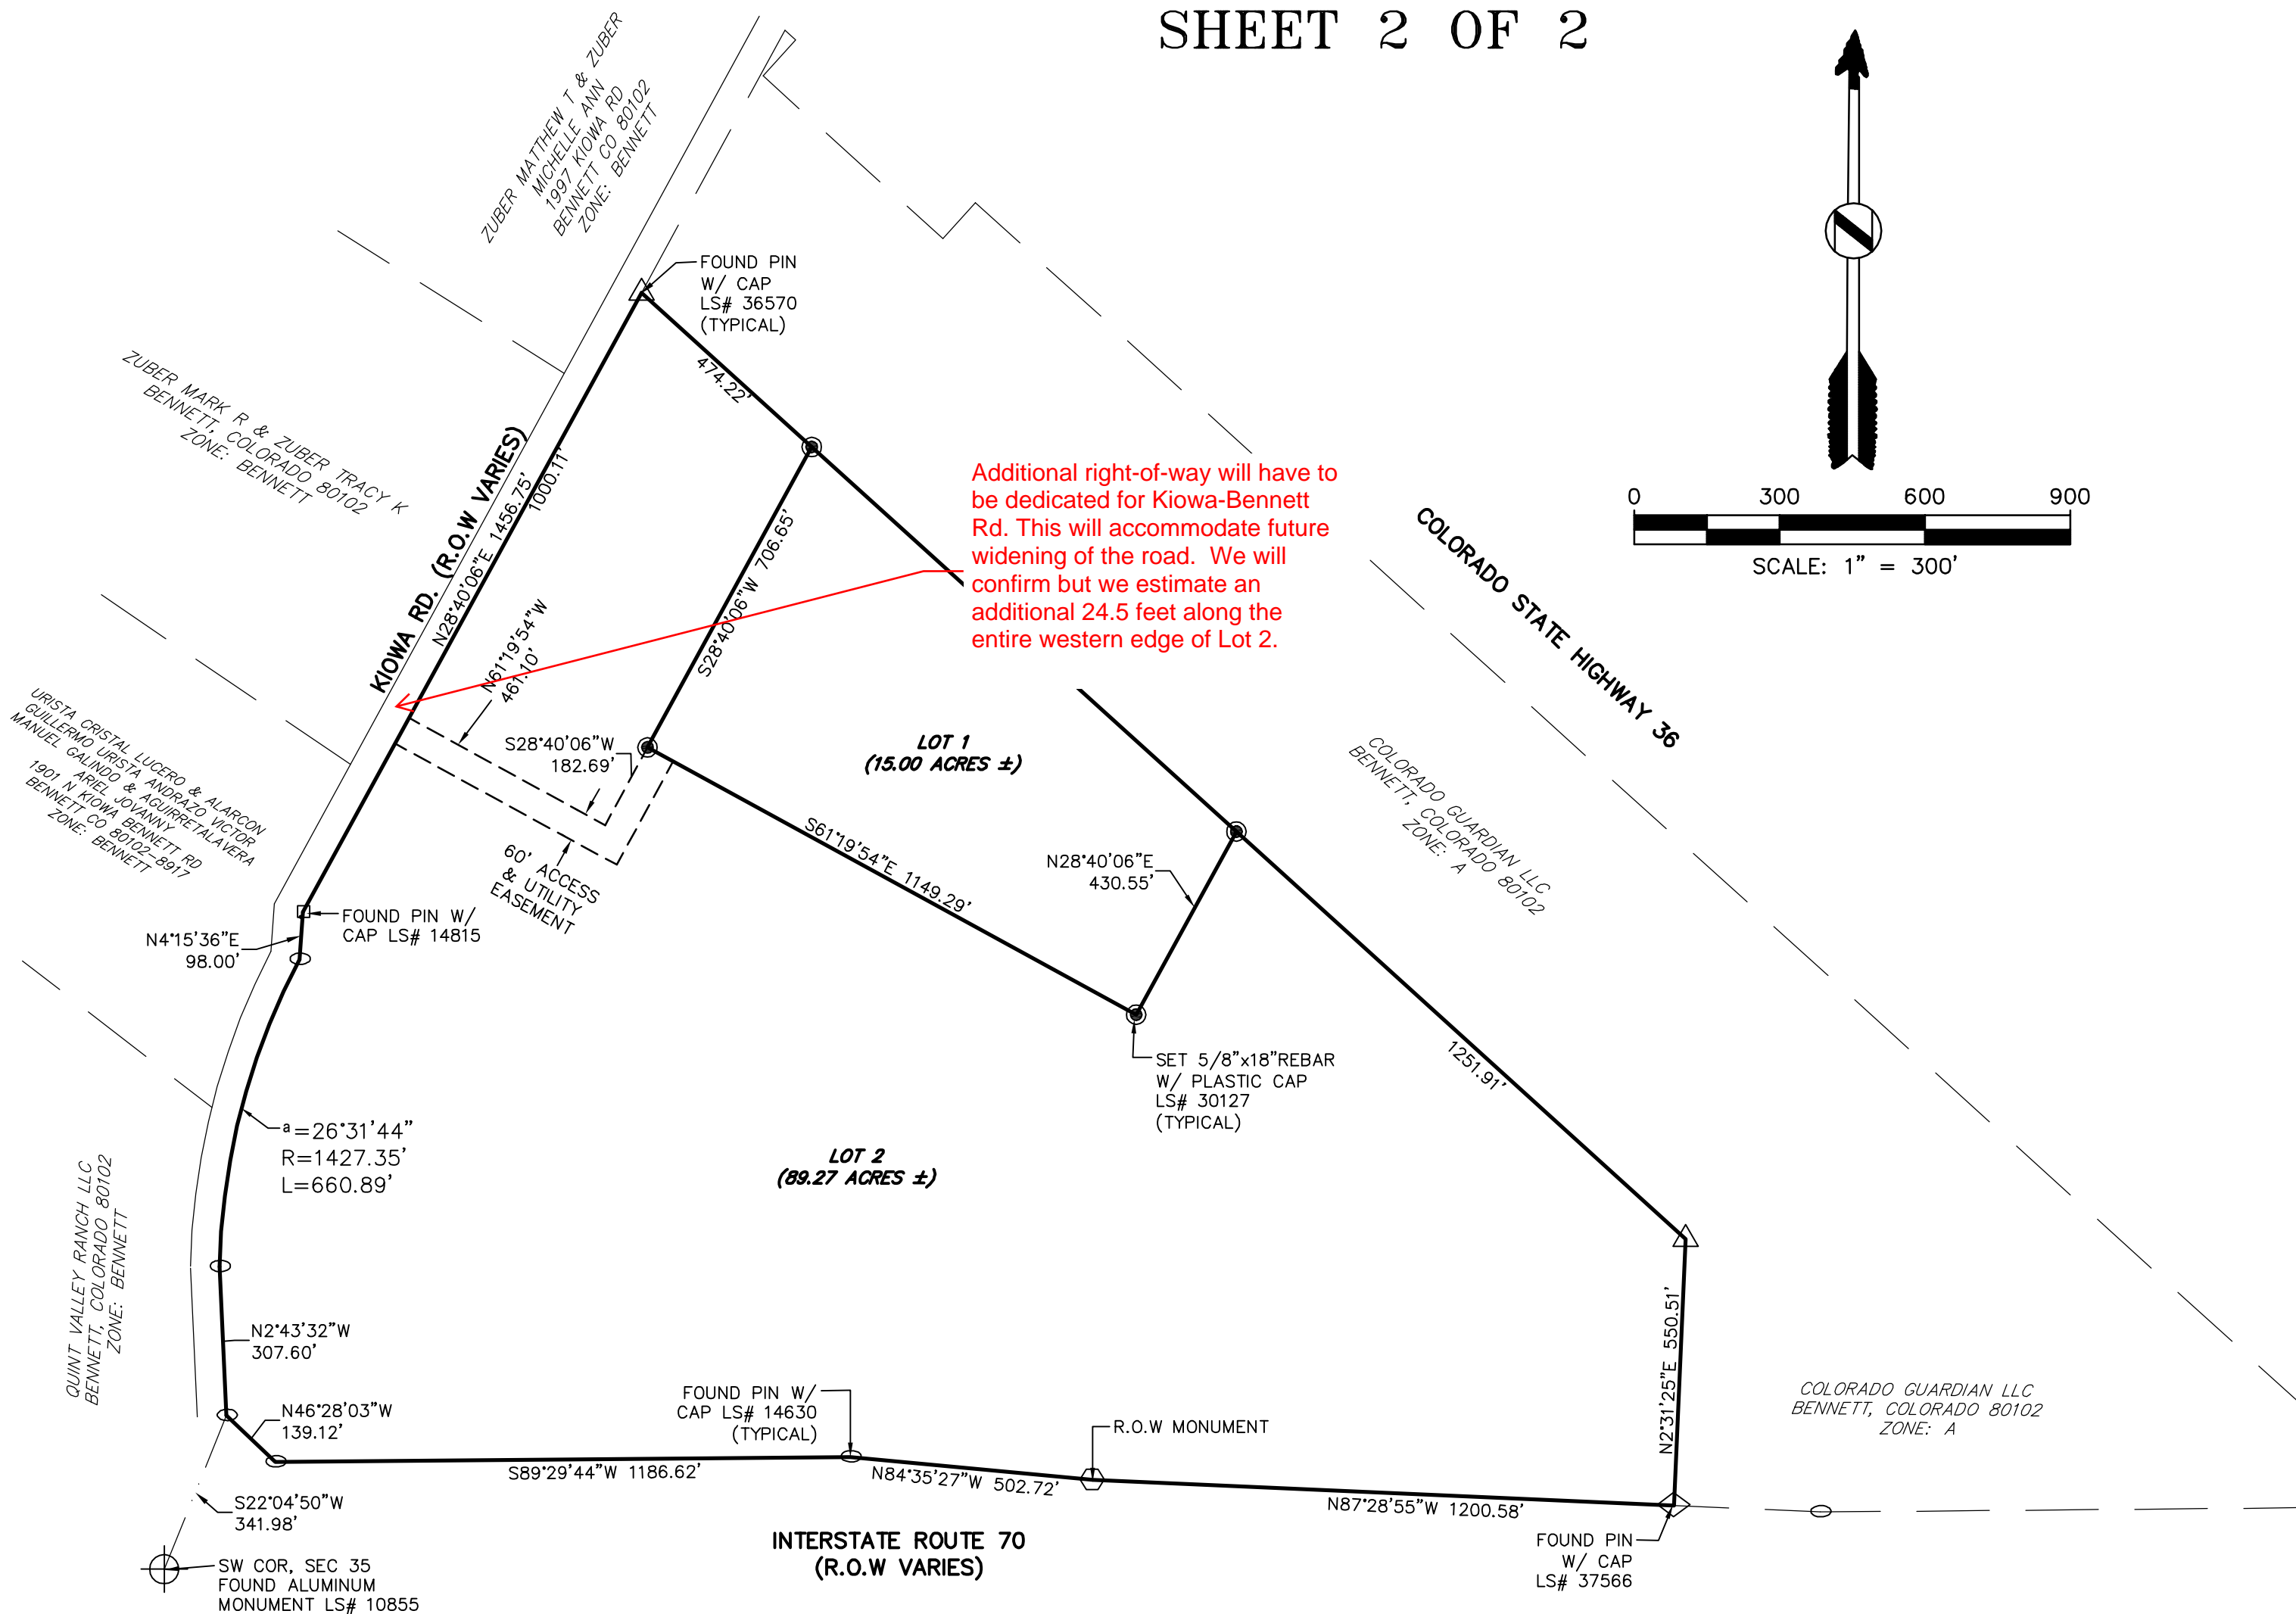 SHEET 2 OF 2
ZUBER MATTHEW T & ZUBER
MICHELLE ANN
1997 KIOWA RD
BENNETT CO 80102
ZONE: BENNETT
FOUND PIN
W/ CAP
LS# 36570
(TYPICAL)
474.22'
ZUBER MARK R & ZUBER TRACY K
BENNETT, COLORADO 80102
ZONE: BENNETT
KIOWA RD. (R.O.W VARIES)
N28°40'06"E 1456.75'
1000.11'
Additional right-of-way will have to
be dedicated for Kiowa-Bennett
Rd. This will accommodate future
widening of the road.  We will
confirm but we estimate an
additional 24.5 feet along the
entire western edge of Lot 2.
0 300 600 900
SCALE: 1" = 300'
COLORADO STATE HIGHWAY 36
S28°40'06"W 706.65'
N61°19'54"W
461.10'
S28°40'06"W
182.69'
LOT 1
(15.00 ACRES ±)
URISTA CRISTAL LUCERO & ALARCON
GUILLERMO URISTA ANDRAZO VICTOR
MANUEL GALINDO & AGUIRRETALAVERA
ARIEL JOVANNY
1901 N KIOWA BENNETT RD
BENNETT CO 80102-8917
ZONE: BENNETT
COLORADO GUARDIAN LLC
BENNETT, COLORADO 80102
ZONE: A
60' ACCESS
& UTILITY
EASEMENT
S61°19'54"E 1149.29'
N28°40'06"E
430.55'
FOUND PIN W/
CAP LS# 14815
N4°15'36"E
98.00'
SET 5/8"x18"REBAR
W/ PLASTIC CAP
LS# 30127
(TYPICAL)
1251.91'
a=26°31'44"
R=1427.35'
L=660.89'
LOT 2
(89.27 ACRES ±)
QUINT VALLEY RANCH LLC
BENNETT, COLORADO 80102
ZONE: BENNETT
N2°43'32"W
307.60'
N2°31'25"E 550.51'
N46°28'03"W
139.12'
FOUND PIN W/
CAP LS# 14630
(TYPICAL)
R.O.W MONUMENT
COLORADO GUARDIAN LLC
BENNETT, COLORADO 80102
ZONE: A
S89°29'44"W 1186.62'
N84°35'27"W 502.72'
N87°28'55"W 1200.58'
S22°04'50"W
341.98'
INTERSTATE ROUTE 70
(R.O.W VARIES)
FOUND PIN
W/ CAP
LS# 37566
SW COR, SEC 35
FOUND ALUMINUM
MONUMENT LS# 10855